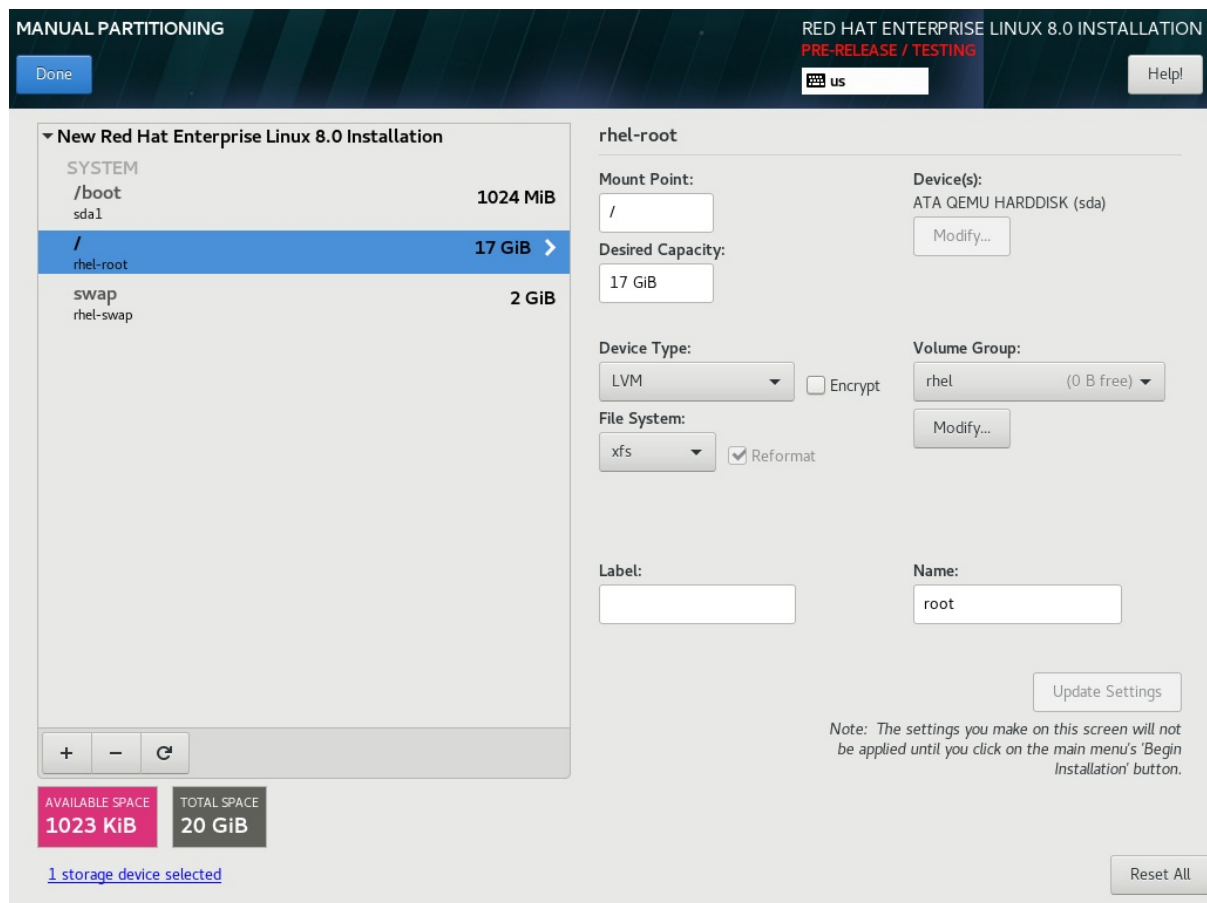 MANUAL PARTITIONING
RED HAT ENTERPRISE LINUX 8.0 INSTALLATION
PRE-RELEASE / TESTING
Done
us
Help!
New Red Hat Enterprise Linux 8.0 Installation
SYSTEM
/boot
1024 MiB
sda1
/
17 GiB
rhel-root
swap
2 GiB
rhel-swap
rhel-root
Mount Point:
/
Device(s):
ATA QEMU HARDDISK (sda)
Modify...
Desired Capacity:
17 GiB
Device Type:
LVM
Encrypt
Volume Group:
rhel (0 B free)
Modify...
File System:
xfs
Reformat
Label:
Name:
root
Update Settings
Note: The settings you make on this screen will not
be applied until you click on the main menu's 'Begin
Installation' button.
+ −
AVAILABLE SPACE
1023 KiB
TOTAL SPACE
20 GiB
1 storage device selected
Reset All